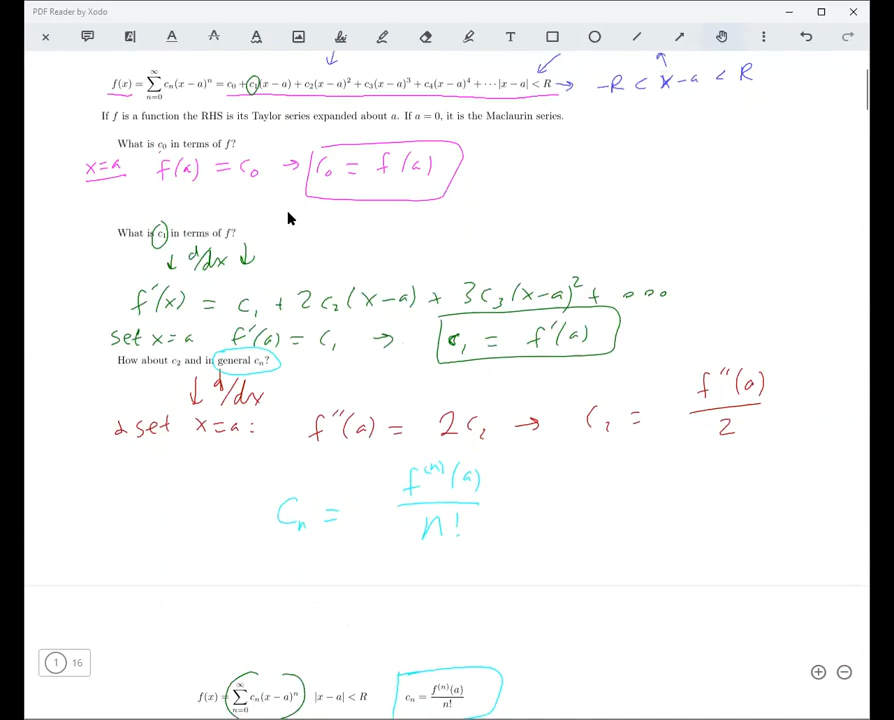 PDF Reader by Xodo
f(x) = ∑_{n=0}^{∞} c_n(x − a)^n = c_0 + c_1(x − a) + c_2(x − a)^2 + c_3(x − a)^3 + c_4(x − a)^4 + ··· |x − a| < R → -R < x-a < R
If f is a function the RHS is its Taylor series expanded about a. If a = 0, it is the Maclaurin series.
What is c_0 in terms of f?
x=a f(a) = c_0 → c_0 = f(a)
What is c_1 in terms of f?
↓ d/dx ↓
f'(x) = c_1 + 2c_2(x-a) + 3c_3(x-a)^2 + ...
set x=a f'(a) = c_1 → c_1 = f'(a)
How about c_2 and in general c_n?
↓ d/dx
& set x=a: f''(a) = 2c_2 → c_2 = f''(a)/2
C_n = f^(n)(a)/n!
1 16
f(x) = ∑_{n=0}^{∞} c_n(x − a)^n |x − a| < R c_n = f^(n)(a)/n!